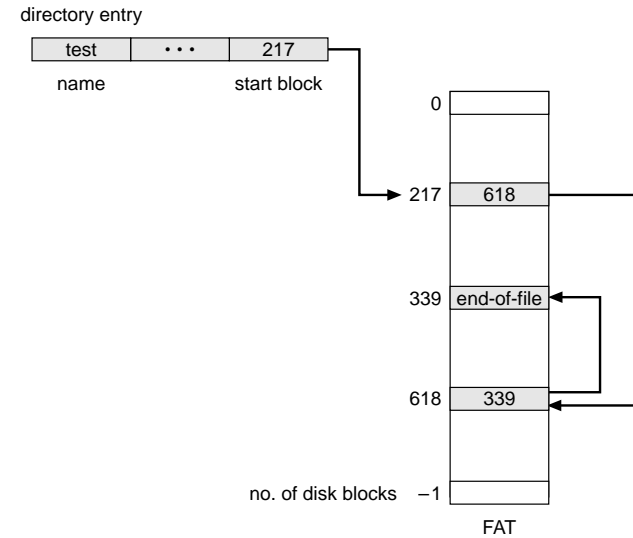 directory entry
test
• • •
217
name
start block
0
217
618
339
end-of-file
618
339
no. of disk blocks
–1
FAT